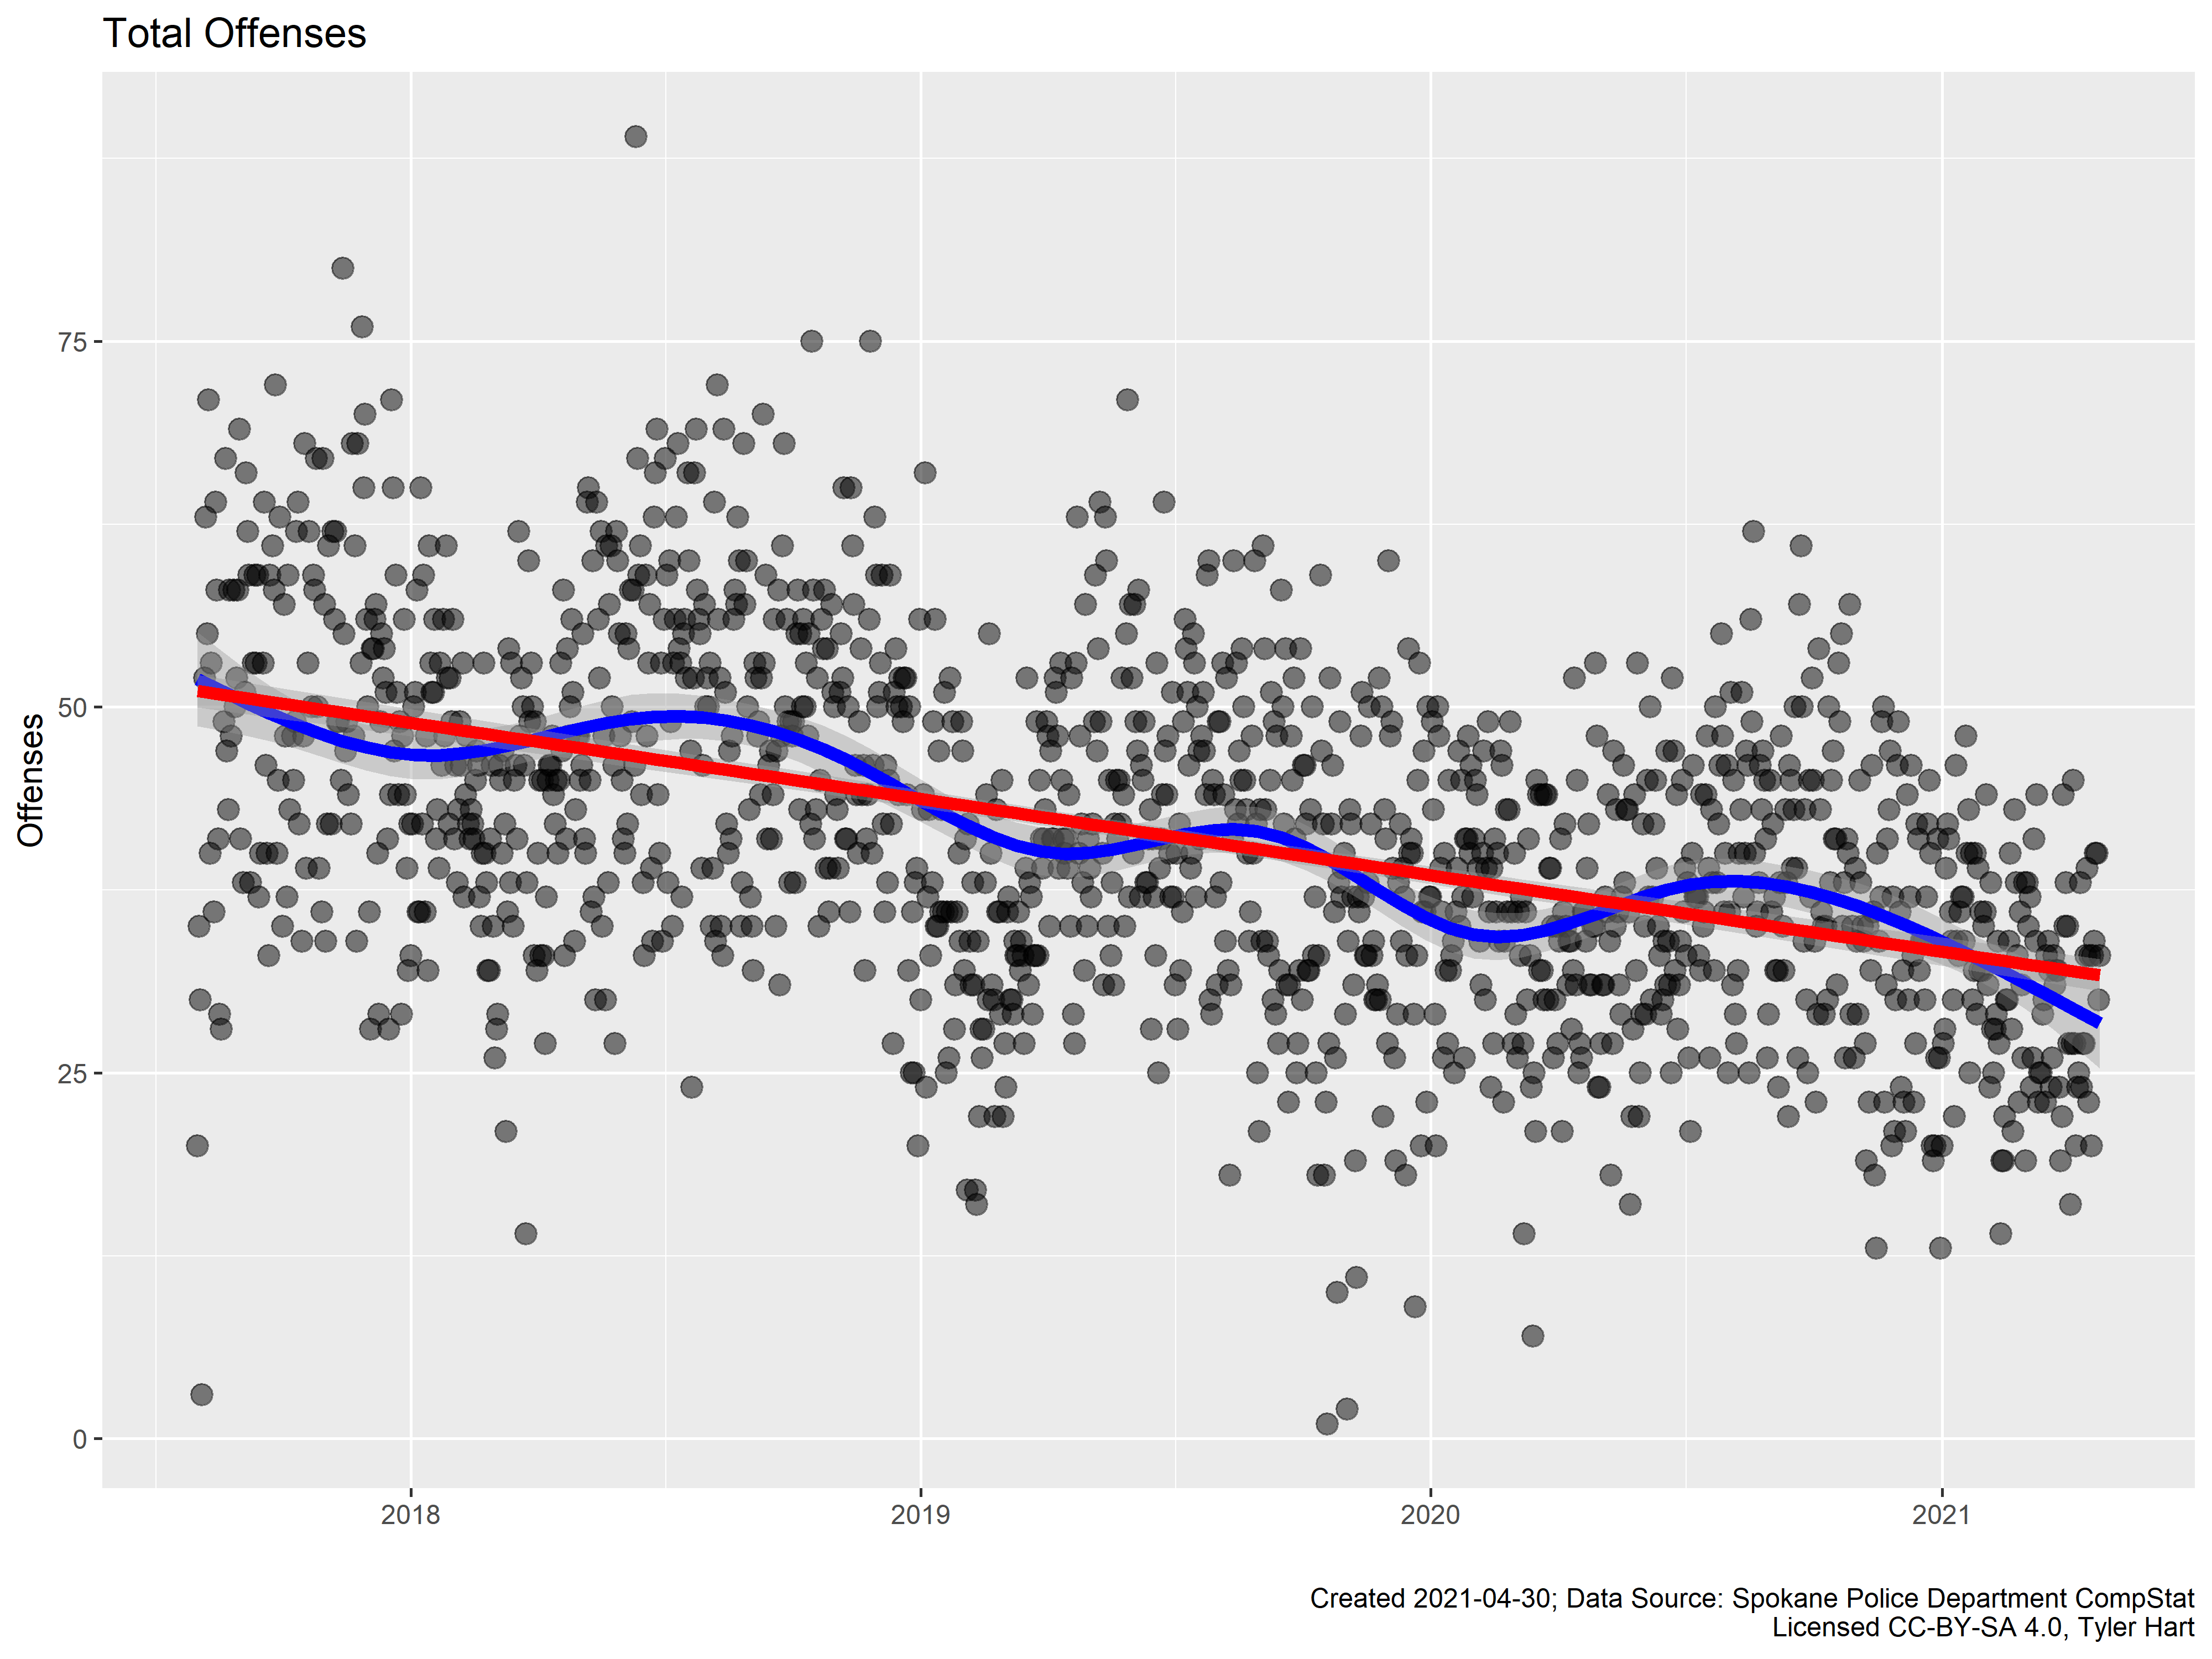 Total Offenses
Offenses
75
50
25
0
2018
2019
2020
2021
Created 2021-04-30; Data Source: Spokane Police Department CompStat
Licensed CC-BY-SA 4.0, Tyler Hart